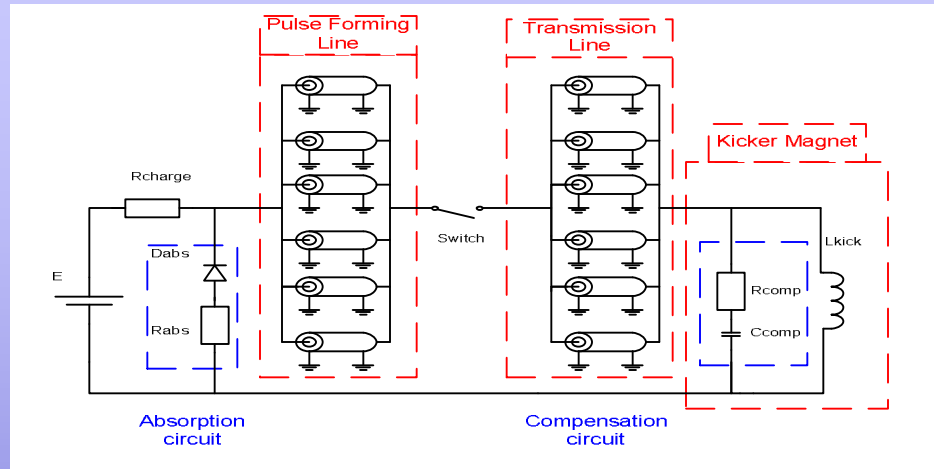 Pulse Forming
Line
Transmission
Line
Kicker Magnet
Rcharge
Switch
Lkick
Dabs
E
Rcomp
Rabs
Ccomp
Absorption
circuit
Compensation
circuit